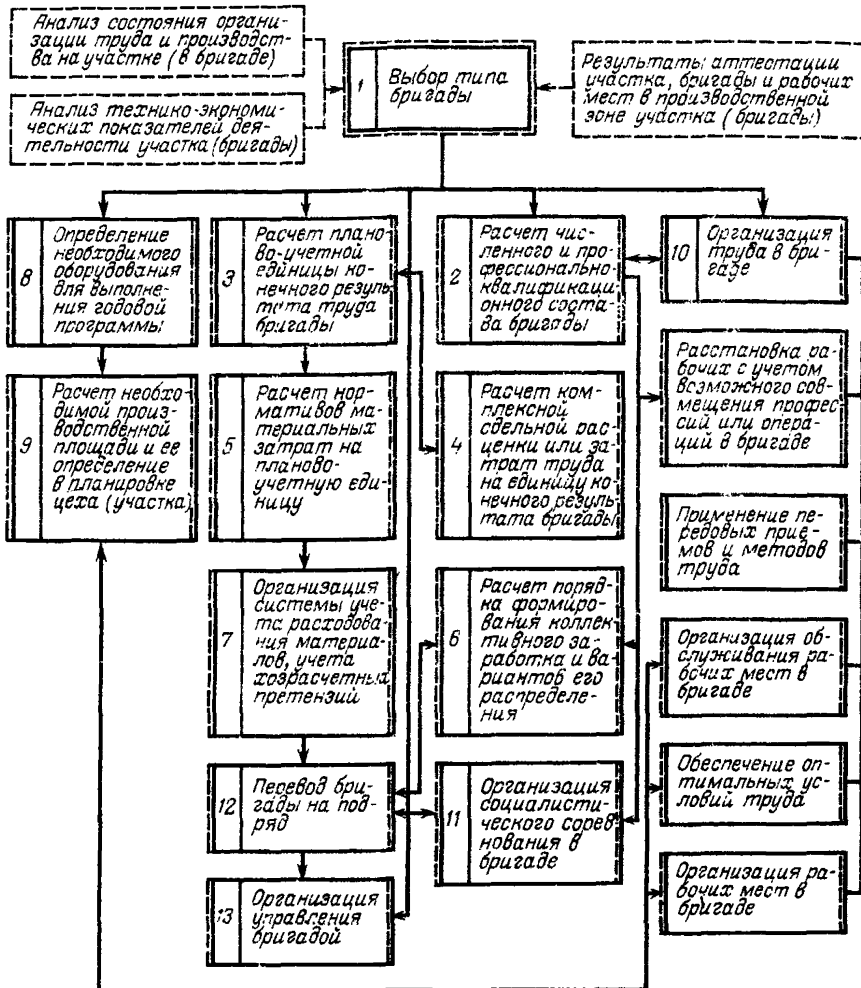 Анализ состояния органи-
зации труда и производст-
ва на участке (в бригаде)
Анализ технико-экономи-
ческих показателей дея-
тельности участка (бригады)
1
Выбор типа
бригады
Результаты аттестации
участка, бригады и рабочих
мест в производственной
зоне участка (бригады)
8
Определение
необходимого
оборудования
для выполне-
ния годовой
программы
3
Расчет плано-
во-учетной
единицы ко-
нечного резуль-
тата труда
бригады
2
Расчет чис-
ленного и про-
фессионально-
квалификаци-
онного соста-
ва бригады
10
Организация
труда в бри-
гаде
9
Расчет необхо-
димой произ-
водственной
площади и ее
определение
в планировке
цеха (участка)
5
Расчет нор-
мативов ма-
териальных
затрат на
планово-
учетную еди-
ницу
4
Расчет ком-
плексной
сдельной рас-
ценки или за-
трат труда
на единицу ко-
нечного резуль-
тата бригады
Расстановка ра-
бочих с учетом
возможного сов-
мещения профес-
сий или опера-
ций в бригаде
Применение пе-
редовых прие-
мов и методов
труда
7
Организация
системы уче-
та расходова-
ния материа-
лов, учета
хозрасчетных
претензий
6
Расчет поряд-
ка формиро-
вания коллек-
тивного за-
работка и ва-
риантов его
распределе-
ния
Организация об-
служивания ра-
бочих мест в
бригаде
12
Перевод бри-
гады на под-
ряд
11
Организация
социалисти-
ческого сорев
нования в
бригаде
Обеспечение оп-
тимальных ус-
ловий труда
13
Организация
управления
бригадой
Организация ра-
бочих мест в
бригаде